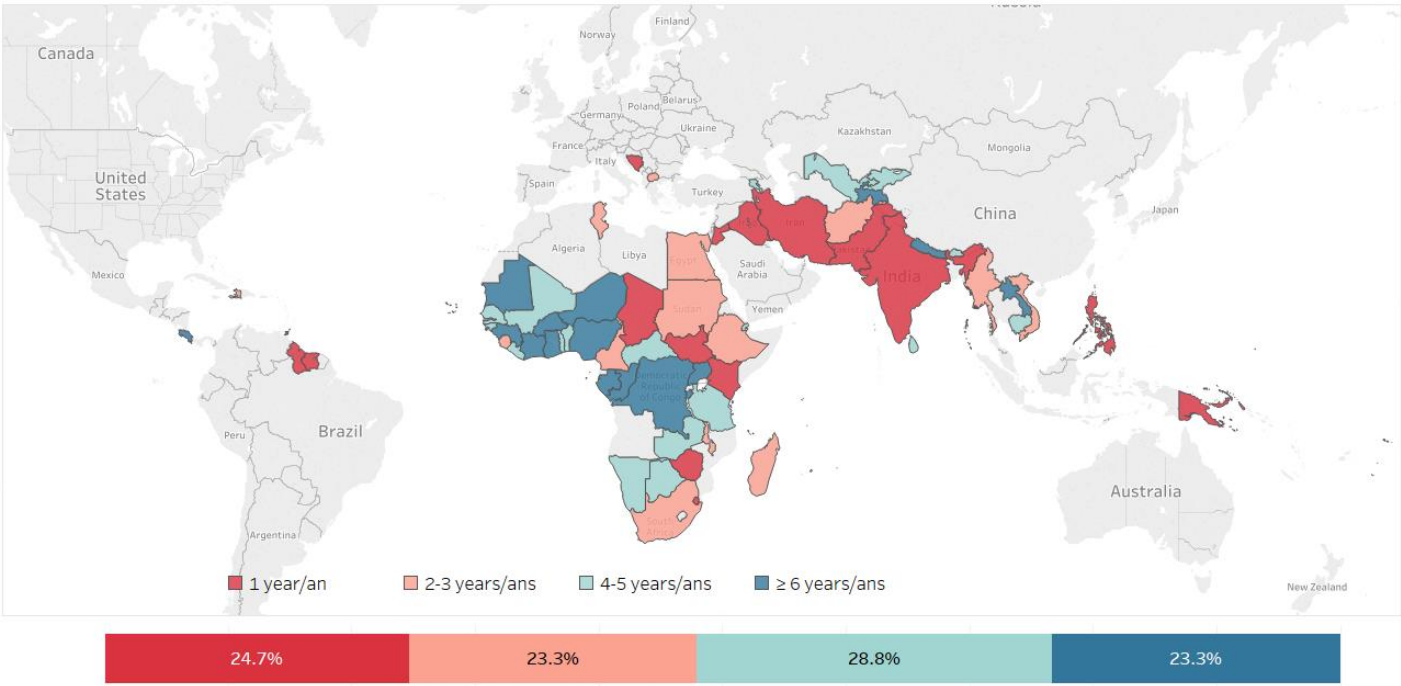 Russia
Finland
Norway
Canada
Poland
Belarus
Germany
Ukraine
France
Kazakhstan
Mongolia
Italy
United
States
Spain
Turkey
China
Japan
Iran
Algeria
Libya
Mexico
Egypt
Saudi
Arabia
India
Sudan
Yemen
Democratic
Republic
of Congo
Peru
Brazil
Australia
South
Africa
Argentina
1 year/an
2-3 years/ans
4-5 years/ans
≥ 6 years/ans
New Zealand
24.7%
23.3%
28.8%
23.3%